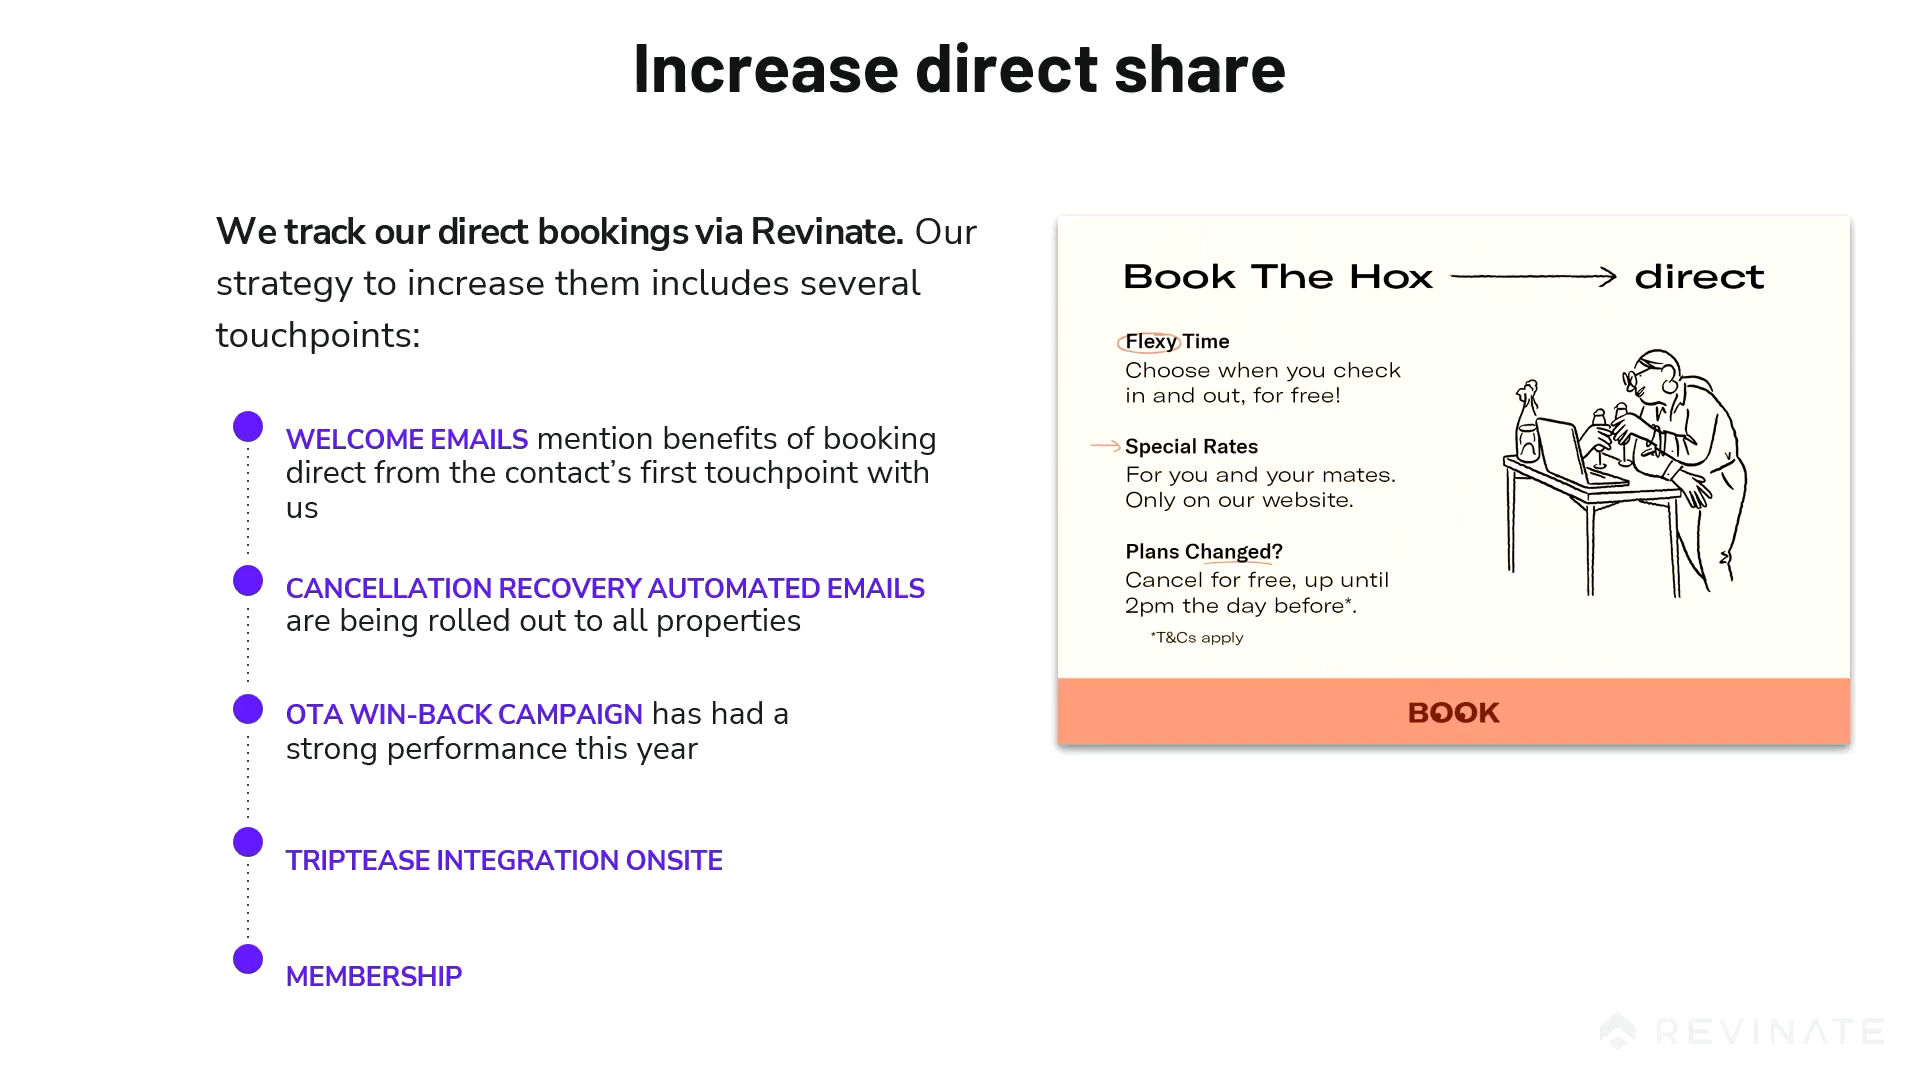 Increase direct share
We track our direct bookings via Revinate. Our
strategy to increase them includes several
touchpoints:
WELCOME EMAILS mention benefits of booking
direct from the contact’s first touchpoint with
us
CANCELLATION RECOVERY AUTOMATED EMAILS
are being rolled out to all properties
OTA WIN-BACK CAMPAIGN has had a
strong performance this year
TRIPTEASE INTEGRATION ONSITE
MEMBERSHIP
Book The Hox direct
Flexy Time
Choose when you check
in and out, for free!
Special Rates
For you and your mates.
Only on our website.
Plans Changed?
Cancel for free, up until
2pm the day before*.
*T&Cs apply
BOOK
REVINATE